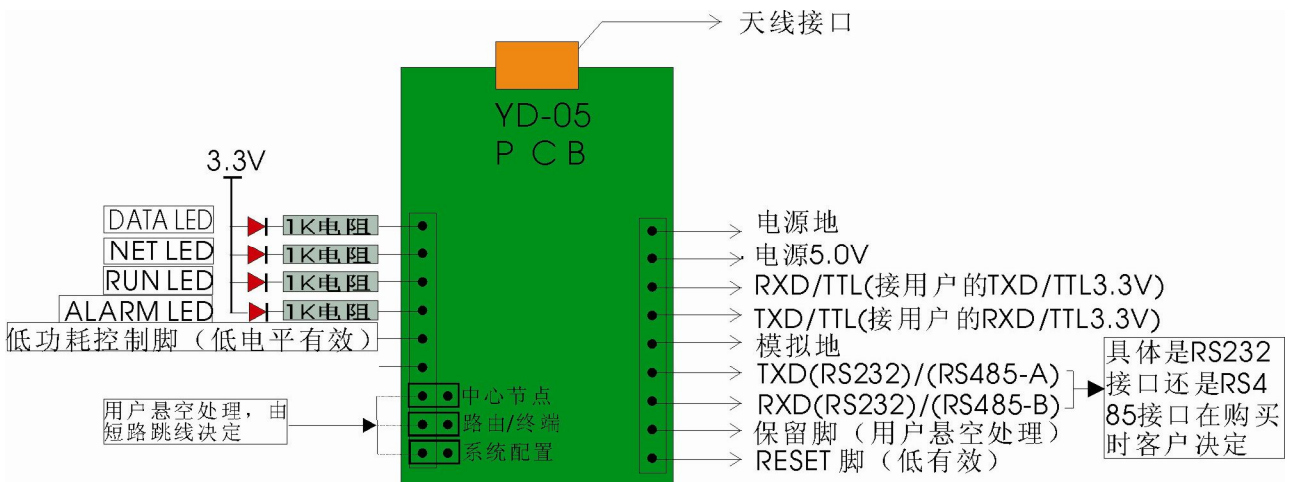 天线接口
YD-05
P C B
3.3V
DATA LED
1K电阻
NET LED
1K电阻
RUN LED
1K电阻
ALARM LED
1K电阻
低功耗控制脚（低电平有效）
用户悬空处理，由
短路跳线决定
中心节点
路由/终端
系统配置
电源地
电源5.0V
RXD/TTL(接用户的TXD/TTL3.3V)
TXD/TTL(接用户的RXD/TTL3.3V)
模拟地
TXD(RS232)/(RS485-A)
RXD(RS232)/(RS485-B)
保留脚（用户悬空处理）
RESET脚（低有效）
具体是RS232
接口还是RS4
85接口在购买
时客户决定